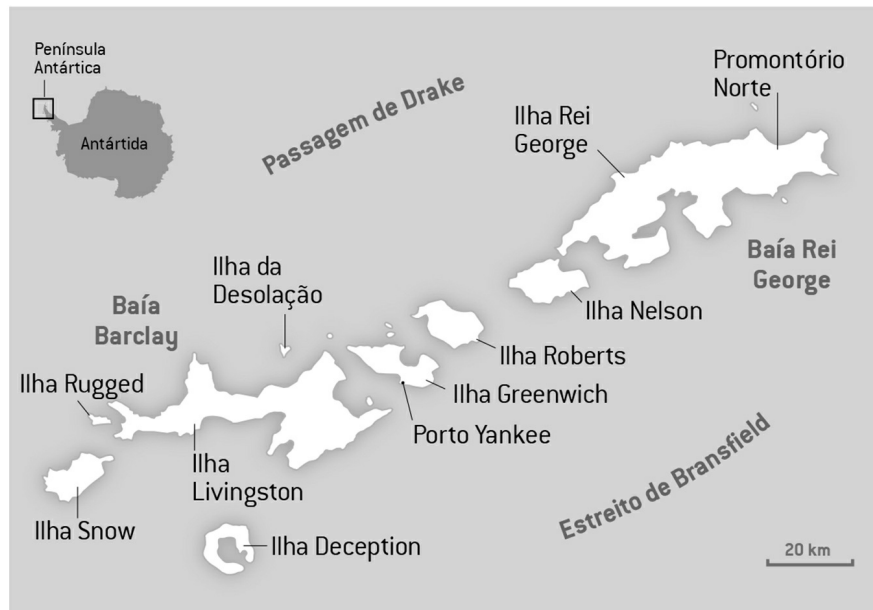 Península
Antártica
Antártida
Passagem de Drake
Promontório
Norte
Ilha Rei
George
Baía Rei
George
Ilha da
Desolação
Baía
Barclay
Ilha Nelson
Ilha Roberts
Ilha Rugged
Ilha Greenwich
Porto Yankee
Ilha
Livingston
Estreito de Bransfield
Ilha Snow
Ilha Deception
20 km